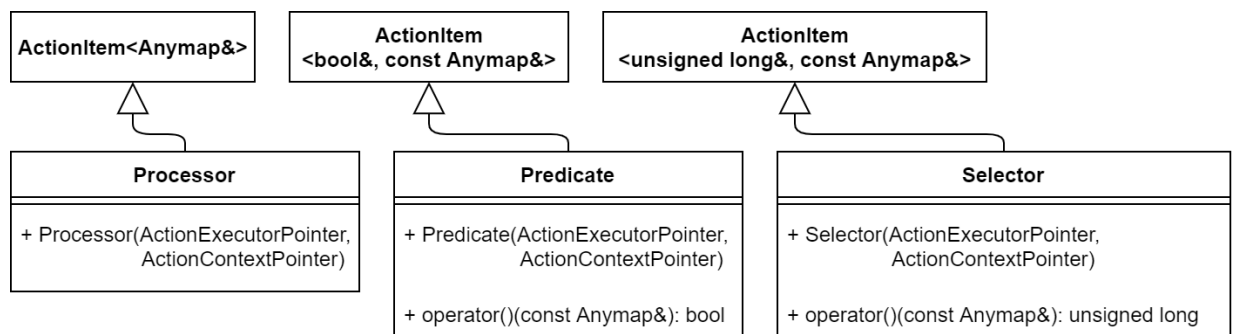 ActionItem<Anymap&>
ActionItem
<bool&, const Anymap&>
ActionItem
<unsigned long&, const Anymap&>
Processor
+ Processor(ActionExecutorPointer,
ActionContextPointer)
Predicate
+ Predicate(ActionExecutorPointer,
ActionContextPointer)
+ operator()(const Anymap&): bool
Selector
+ Selector(ActionExecutorPointer,
ActionContextPointer)
+ operator()(const Anymap&): unsigned long